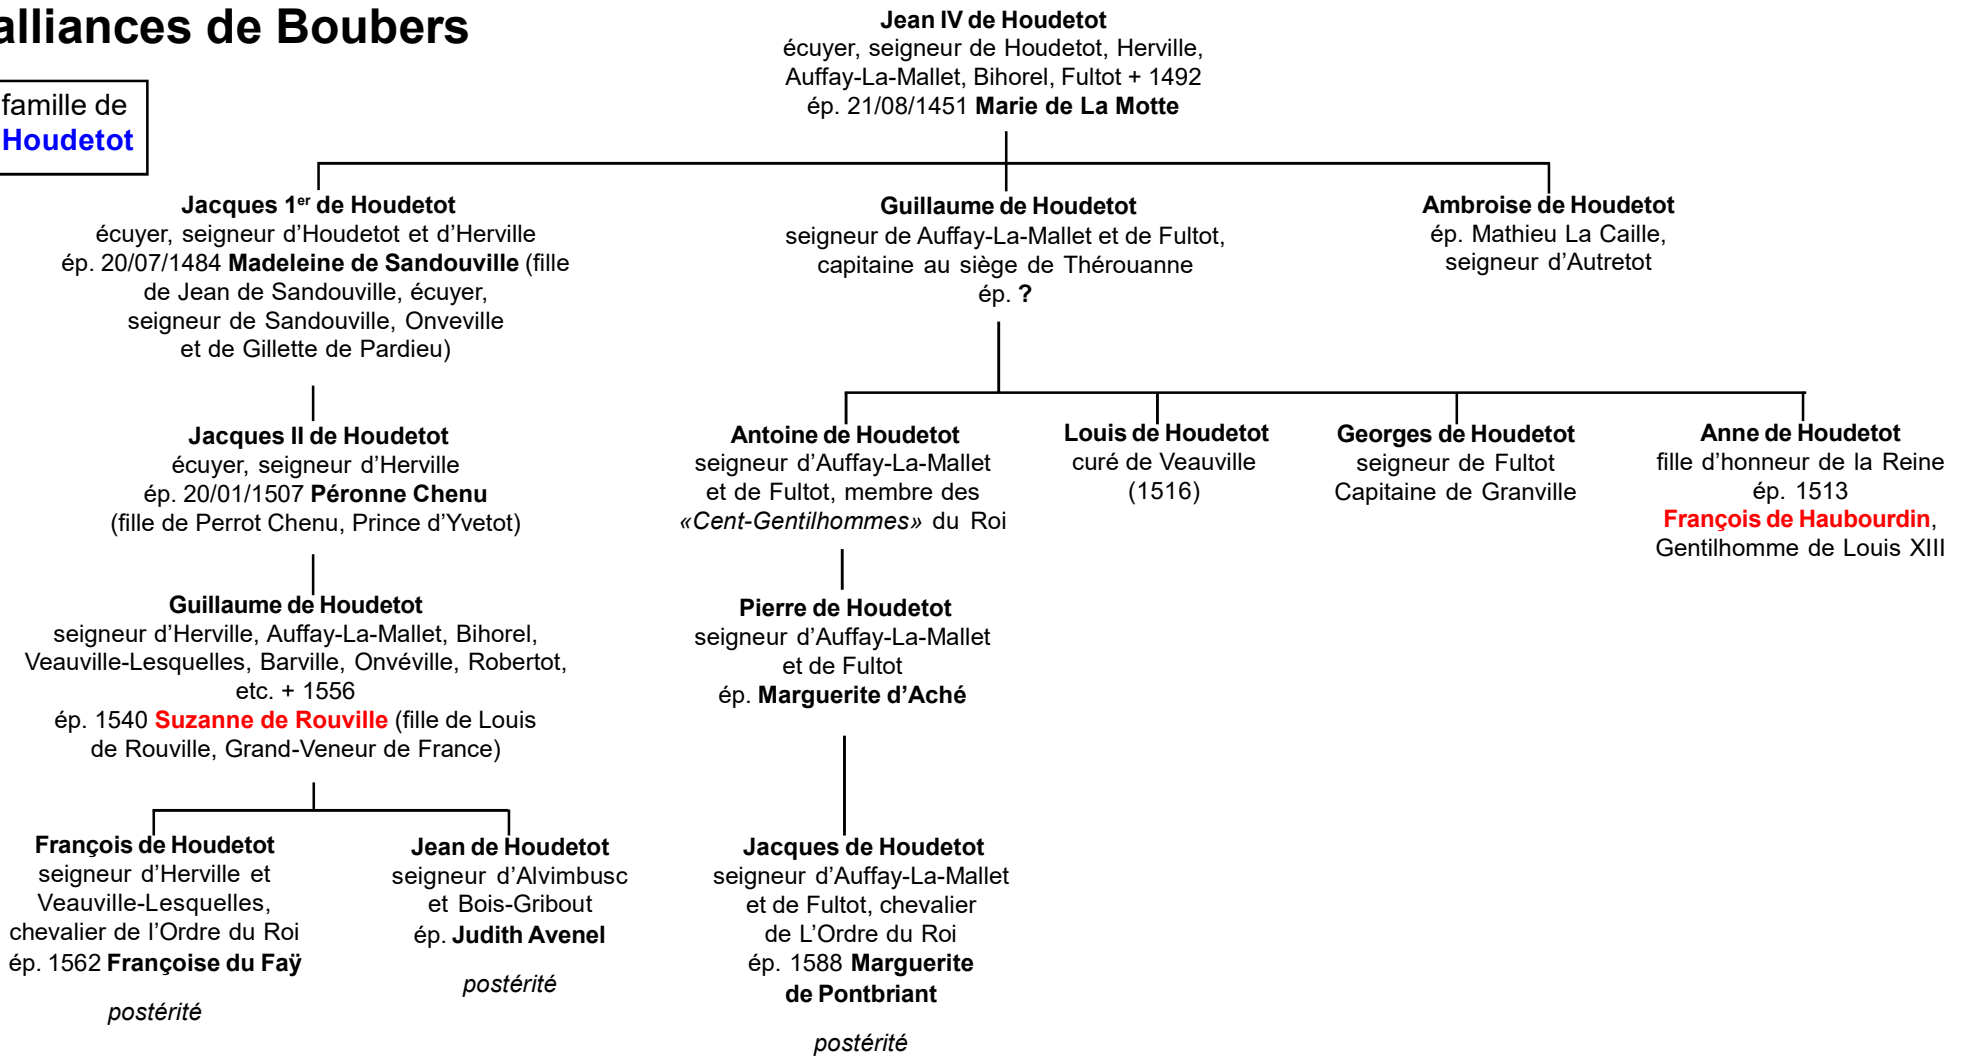 alliances de Boubers
famille de
Houdetot
Jean IV de Houdetot
écuyer, seigneur de Houdetot, Herville,
Auffay-La-Mallet, Bihorel, Fultot + 1492
ép. 21/08/1451 Marie de La Motte
Jacques 1er de Houdetot
écuyer, seigneur d’Houdetot et d’Herville
ép. 20/07/1484 Madeleine de Sandouville (fille
de Jean de Sandouville, écuyer,
seigneur de Sandouville, Onveville
et de Gillette de Pardieu)
Guillaume de Houdetot
seigneur de Auffay-La-Mallet et de Fultot,
capitaine au siège de Thérouanne
ép. ?
Ambroise de Houdetot
ép. Mathieu La Caille,
seigneur d’Autretot
Jacques II de Houdetot
écuyer, seigneur d’Herville
ép. 20/01/1507 Péronne Chenu
(fille de Perrot Chenu, Prince d’Yvetot)
Antoine de Houdetot
seigneur d’Auffay-La-Mallet
et de Fultot, membre des
«Cent-Gentilhommes» du Roi
Louis de Houdetot
curé de Veauville
(1516)
Georges de Houdetot
seigneur de Fultot
Capitaine de Granville
Anne de Houdetot
fille d’honneur de la Reine
ép. 1513
François de Haubourdin,
Gentilhomme de Louis XIII
Guillaume de Houdetot
seigneur d’Herville, Auffay-La-Mallet, Bihorel,
Veauville-Lesquelles, Barville, Onvéville, Robertot,
etc. + 1556
ép. 1540 Suzanne de Rouville (fille de Louis
de Rouville, Grand-Veneur de France)
Pierre de Houdetot
seigneur d’Auffay-La-Mallet
et de Fultot
ép. Marguerite d’Aché
François de Houdetot
seigneur d’Herville et
Veauville-Lesquelles,
chevalier de l’Ordre du Roi
ép. 1562 Françoise du Faÿ
postérité
Jean de Houdetot
seigneur d’Alvimbusc
et Bois-Gribout
ép. Judith Avenel
postérité
Jacques de Houdetot
seigneur d’Auffay-La-Mallet
et de Fultot, chevalier
de L’Ordre du Roi
ép. 1588 Marguerite
de Pontbriant
postérité